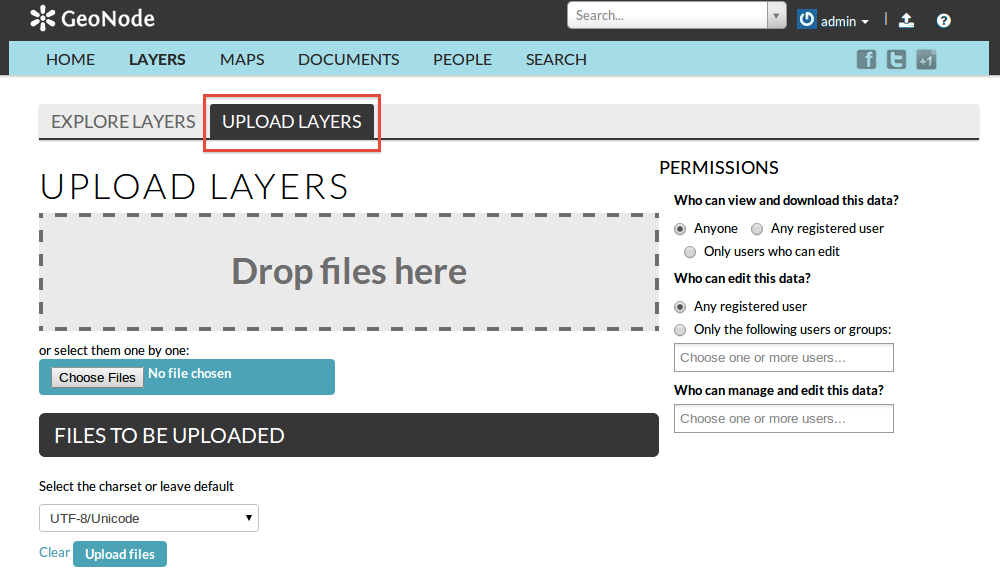 GeoNode
Search...
admin
HOME LAYERS MAPS DOCUMENTS PEOPLE SEARCH
f t +1
EXPLORE LAYERS UPLOAD LAYERS
UPLOAD LAYERS
Drop files here
or select them one by one:
Choose Files No file chosen
FILES TO BE UPLOADED
Select the charset or leave default
UTF-8/Unicode
Clear Upload files
PERMISSIONS
Who can view and download this data?
Anyone Any registered user
Only users who can edit
Who can edit this data?
Any registered user
Only the following users or groups:
Choose one or more users...
Who can manage and edit this data?
Choose one or more users...